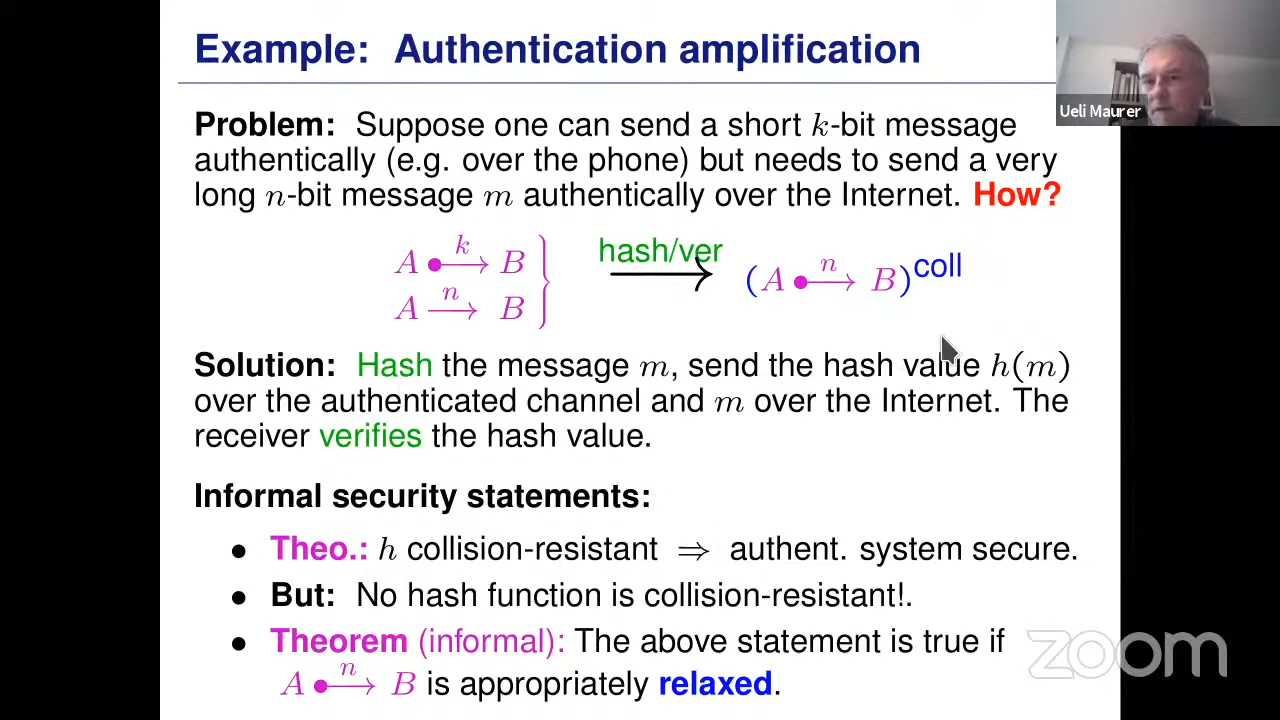 Example: Authentication amplification
Ueli Maurer
Problem: Suppose one can send a short k-bit message
authentically (e.g. over the phone) but needs to send a very
long n-bit message m authentically over the Internet. How?
A •—k→ B } hash/ver ⟶ (A •—n→ B)^coll
A —n→ B
Solution: Hash the message m, send the hash value h(m)
over the authenticated channel and m over the Internet. The
receiver verifies the hash value.
Informal security statements:
• Theo.: h collision-resistant ⇒ authent. system secure.
• But: No hash function is collision-resistant!.
• Theorem (informal): The above statement is true if
A •—n→ B is appropriately relaxed.
zoom